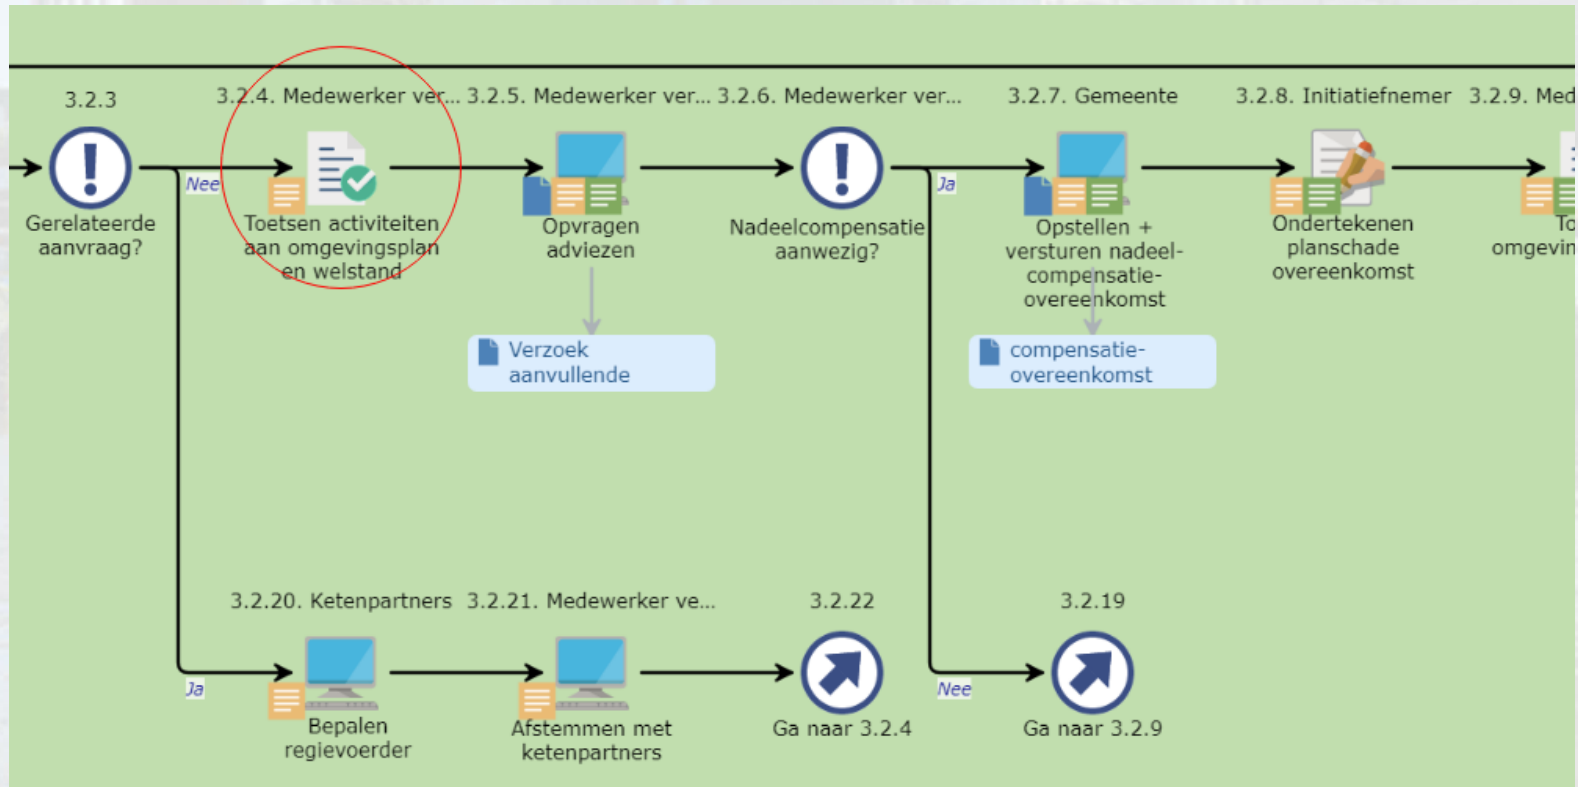 3.2.3
3.2.4. Medewerker ver...
3.2.5. Medewerker ver...
3.2.6. Medewerker ver...
3.2.7. Gemeente
3.2.8. Initiatiefnemer
3.2.9. Med
Nee
Ja
Gerelateerde
aanvraag?
Toetsen activiteiten
aan omgevingsplan
en welstand
Opvragen
adviezen
Nadeelcompensatie
aanwezig?
Opstellen +
versturen nadeel-
compensatie-
overeenkomst
Ondertekenen
planschade
overeenkomst
To
omgevin
Verzoek
aanvullende
compensatie-
overeenkomst
3.2.20. Ketenpartners
3.2.21. Medewerker ve...
3.2.22
3.2.19
Ja
Nee
Bepalen
regievoerder
Afstemmen met
ketenpartners
Ga naar 3.2.4
Ga naar 3.2.9